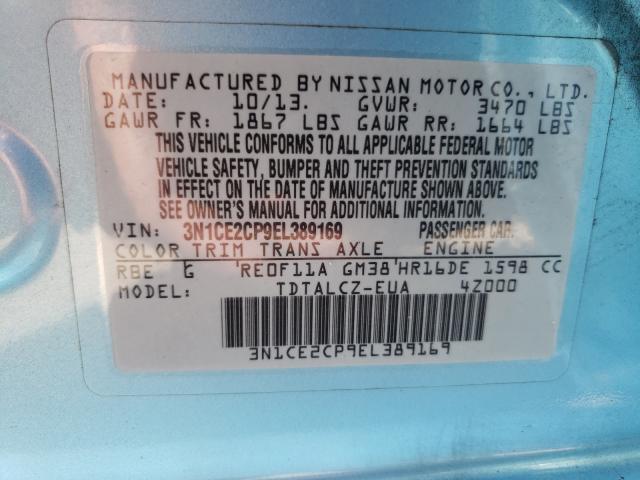 MANUFACTURED BY NISSAN MOTOR CO., LTD.
DATE: 10/13. GVWR: 3470 LBS
GAWR FR: 1867 LBS GAWR RR: 1664 LBS
THIS VEHICLE CONFORMS TO ALL APPLICABLE FEDERAL MOTOR
VEHICLE SAFETY, BUMPER AND THEFT PREVENTION STANDARDS
IN EFFECT ON THE DATE OF MANUFACTURE SHOWN ABOVE.
SEE OWNER'S MANUAL FOR ADDITIONAL INFORMATION.
VIN: 3N1CE2CP9EL389169 PASSENGER CAR.
COLOR TRIM TRANS AXLE ENGINE
RBE G RE0F11A GM38 HR16DE 1598 CC
MODEL: TDTALCZ-EUA 4Z000
3N1CE2CP9EL389169